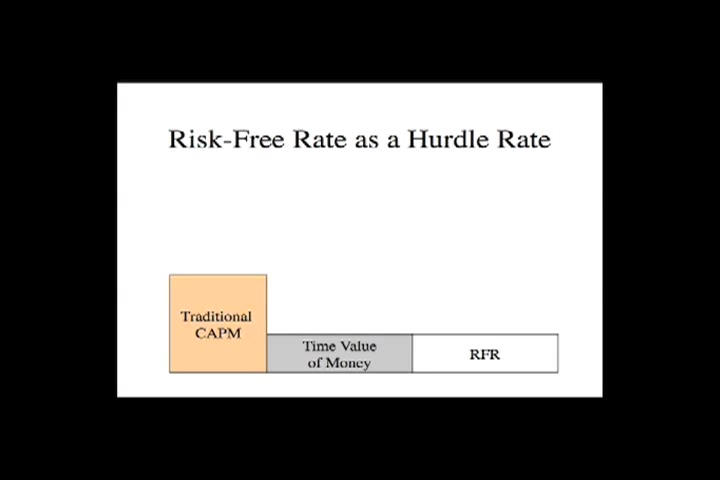 Risk-Free Rate as a Hurdle Rate
Traditional
CAPM
Time Value
of Money
RFR